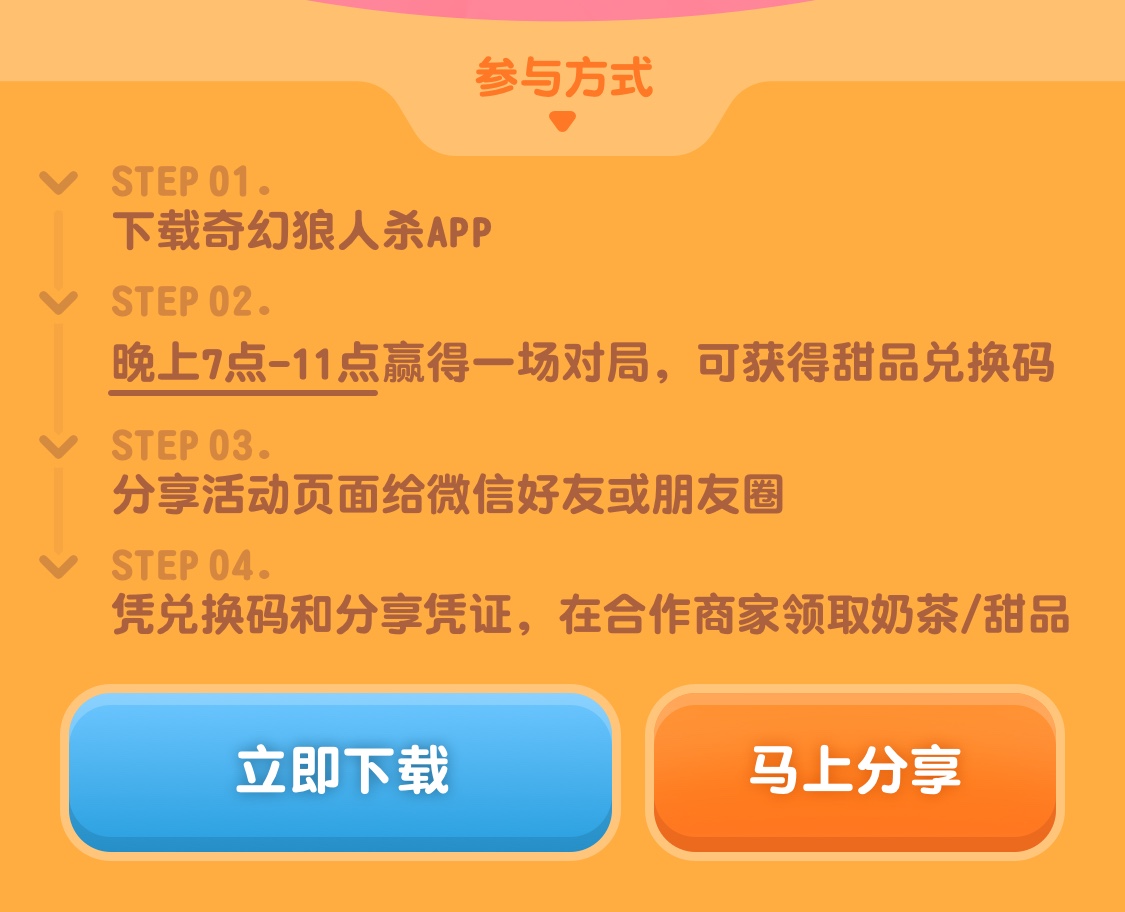 参与方式
STEP 01.
下载奇幻狼人杀APP
STEP 02.
晚上7点-11点赢得一场对局，可获得甜品兑换码
STEP 03.
分享活动页面给微信好友或朋友圈
STEP 04.
凭兑换码和分享凭证，在合作商家领取奶茶/甜品
立即下载
马上分享